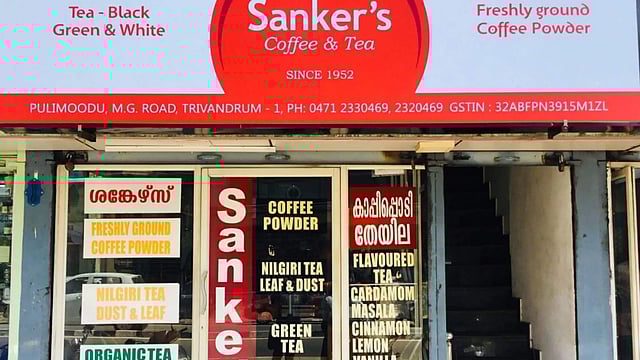 Tea - Black
Green & White
Sanker's
Coffee & Tea
SINCE 1952
Freshly ground
Coffee Powder
PULIMOODU, M.G. ROAD, TRIVANDRUM - 1, PH: 0471 2330469, 2320469 GSTIN : 32ABFPN3915M1ZL
ശങ്കേഴ്സ്
FRESHLY GROUND
COFFEE POWDER
NILGIRI TEA
DUST & LEAF
ORGANIC TEA
Sanke
COFFEE
POWDER
NILGIRI TEA
LEAF & DUST
GREEN
TEA
കാപ്പിപ്പൊടി
തേയില
FLAVOURED
TEA
CARDAMOM
MASALA
CINNAMON
LEMON
VANILLA